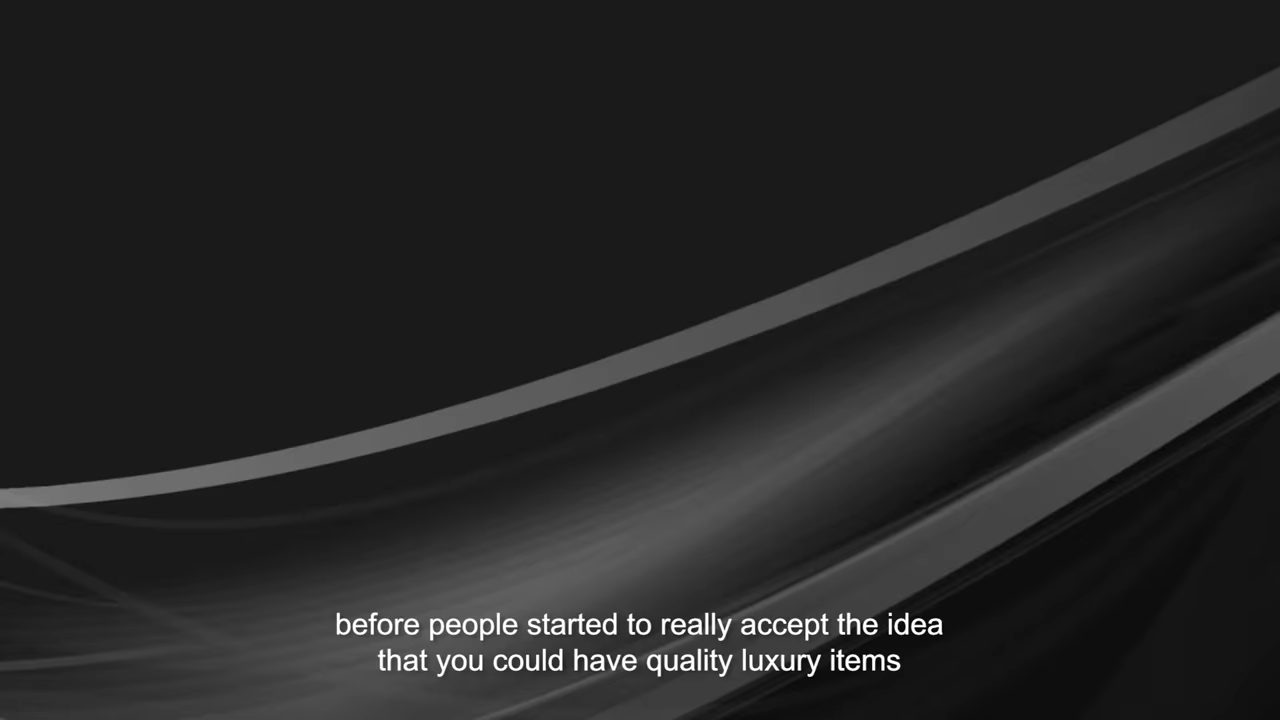 before people started to really accept the idea
that you could have quality luxury items